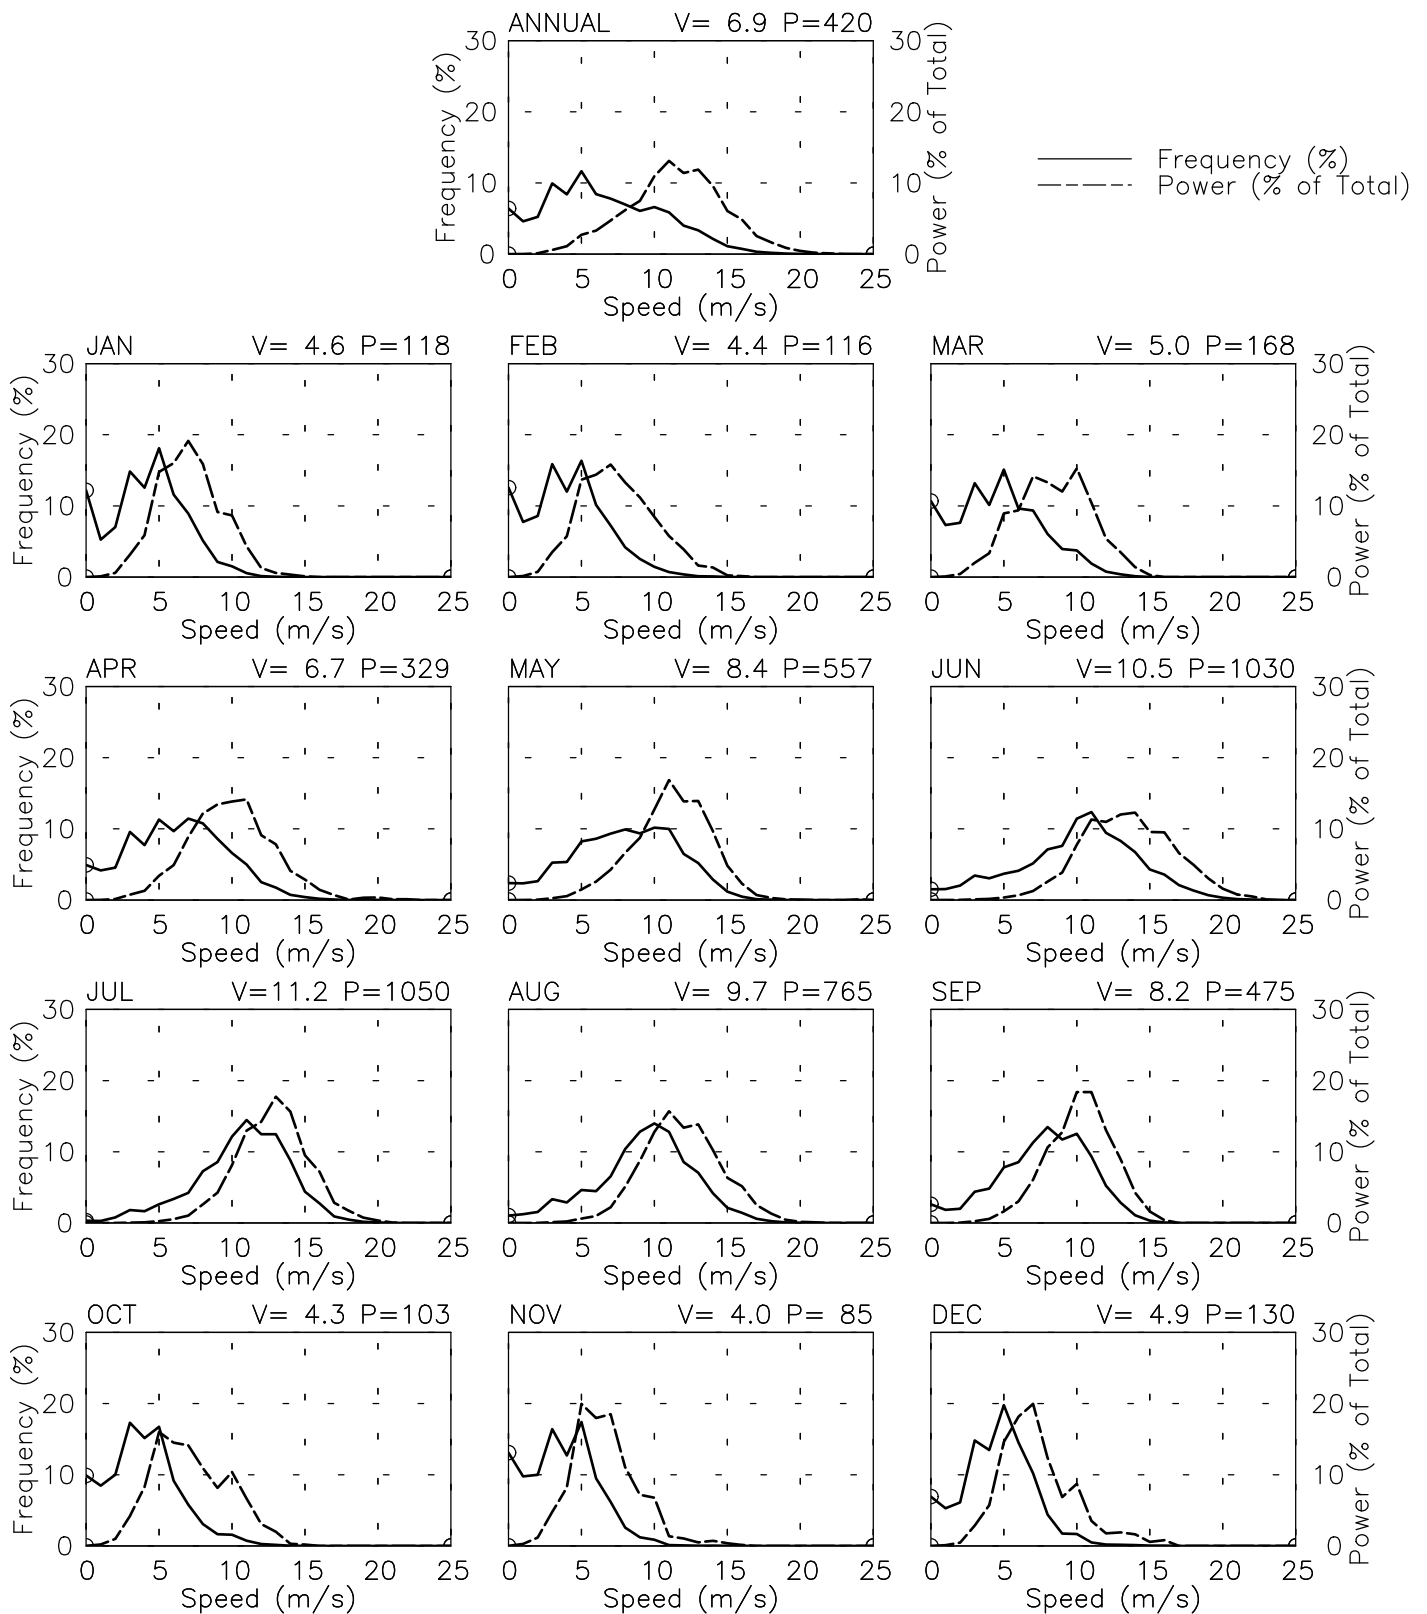 ANNUAL V= 6.9 P=420
30 30
20 20
10 10
0 0
Frequency (%)
Power (% of Total)
0 5 10 15 20 25
Speed (m/s)
Frequency (%)
Power (% of Total)
JAN V= 4.6 P=118
FEB V= 4.4 P=116
MAR V= 5.0 P=168
30 30 30 30
20 20 20 20
10 10 10 10
0 0 0 0
Frequency (%)
Power (% of Total)
0 5 10 15 20 25
0 5 10 15 20 25
0 5 10 15 20 25
Speed (m/s)
Speed (m/s)
Speed (m/s)
APR V= 6.7 P=329
MAY V= 8.4 P=557
JUN V=10.5 P=1030
30 30
20 20
10 10
0 0
Frequency (%)
Power (% of Total)
0 5 10 15 20 25
0 5 10 15 20 25
0 5 10 15 20 25
Speed (m/s)
Speed (m/s)
Speed (m/s)
JUL V=11.2 P=1050
AUG V= 9.7 P=765
SEP V= 8.2 P=475
30 30
20 20
10 10
0 0
Frequency (%)
Power (% of Total)
0 5 10 15 20 25
0 5 10 15 20 25
0 5 10 15 20 25
Speed (m/s)
Speed (m/s)
Speed (m/s)
OCT V= 4.3 P=103
NOV V= 4.0 P= 85
DEC V= 4.9 P=130
30 30
20 20
10 10
0 0
Frequency (%)
Power (% of Total)
0 5 10 15 20 25
0 5 10 15 20 25
0 5 10 15 20 25
Speed (m/s)
Speed (m/s)
Speed (m/s)